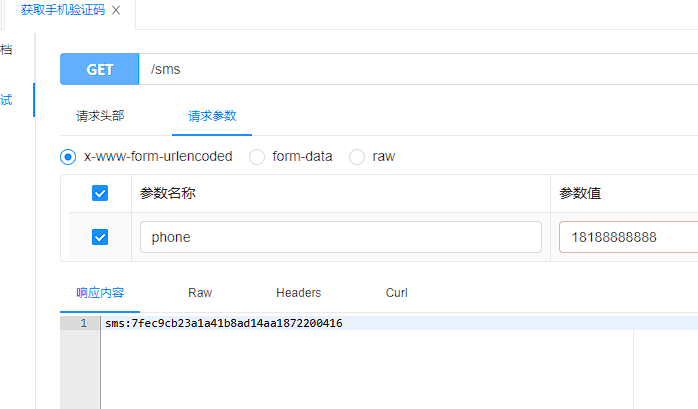 获取手机验证码
档
试
GET /sms
请求头部 请求参数
x-www-form-urlencoded form-data raw
参数名称 参数值
phone 18188888888
响应内容 Raw Headers Curl
1 sms:7fec9cb23a1a41b8ad14aa1872200416